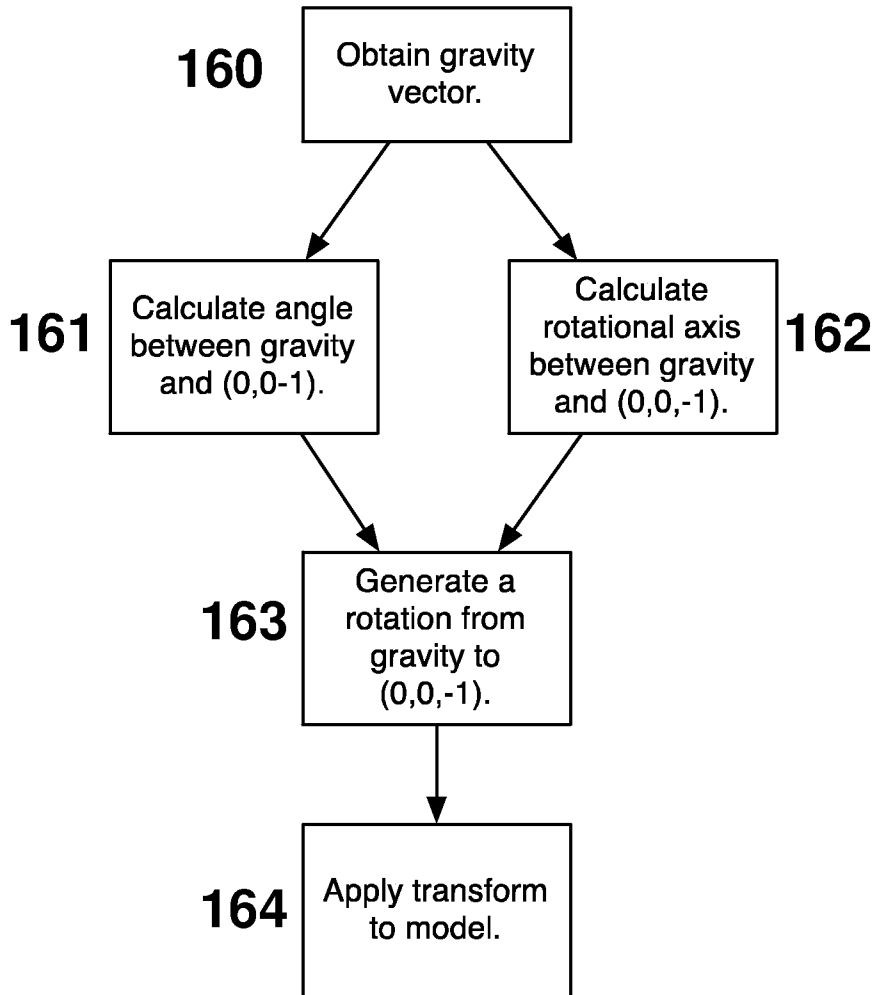 160
Obtain gravity
vector.
161
Calculate angle
between gravity
and (0,0-1).
Calculate
rotational axis
between gravity
and (0,0,-1).
162
163
Generate a
rotation from
gravity to
(0,0,-1).
164
Apply transform
to model.